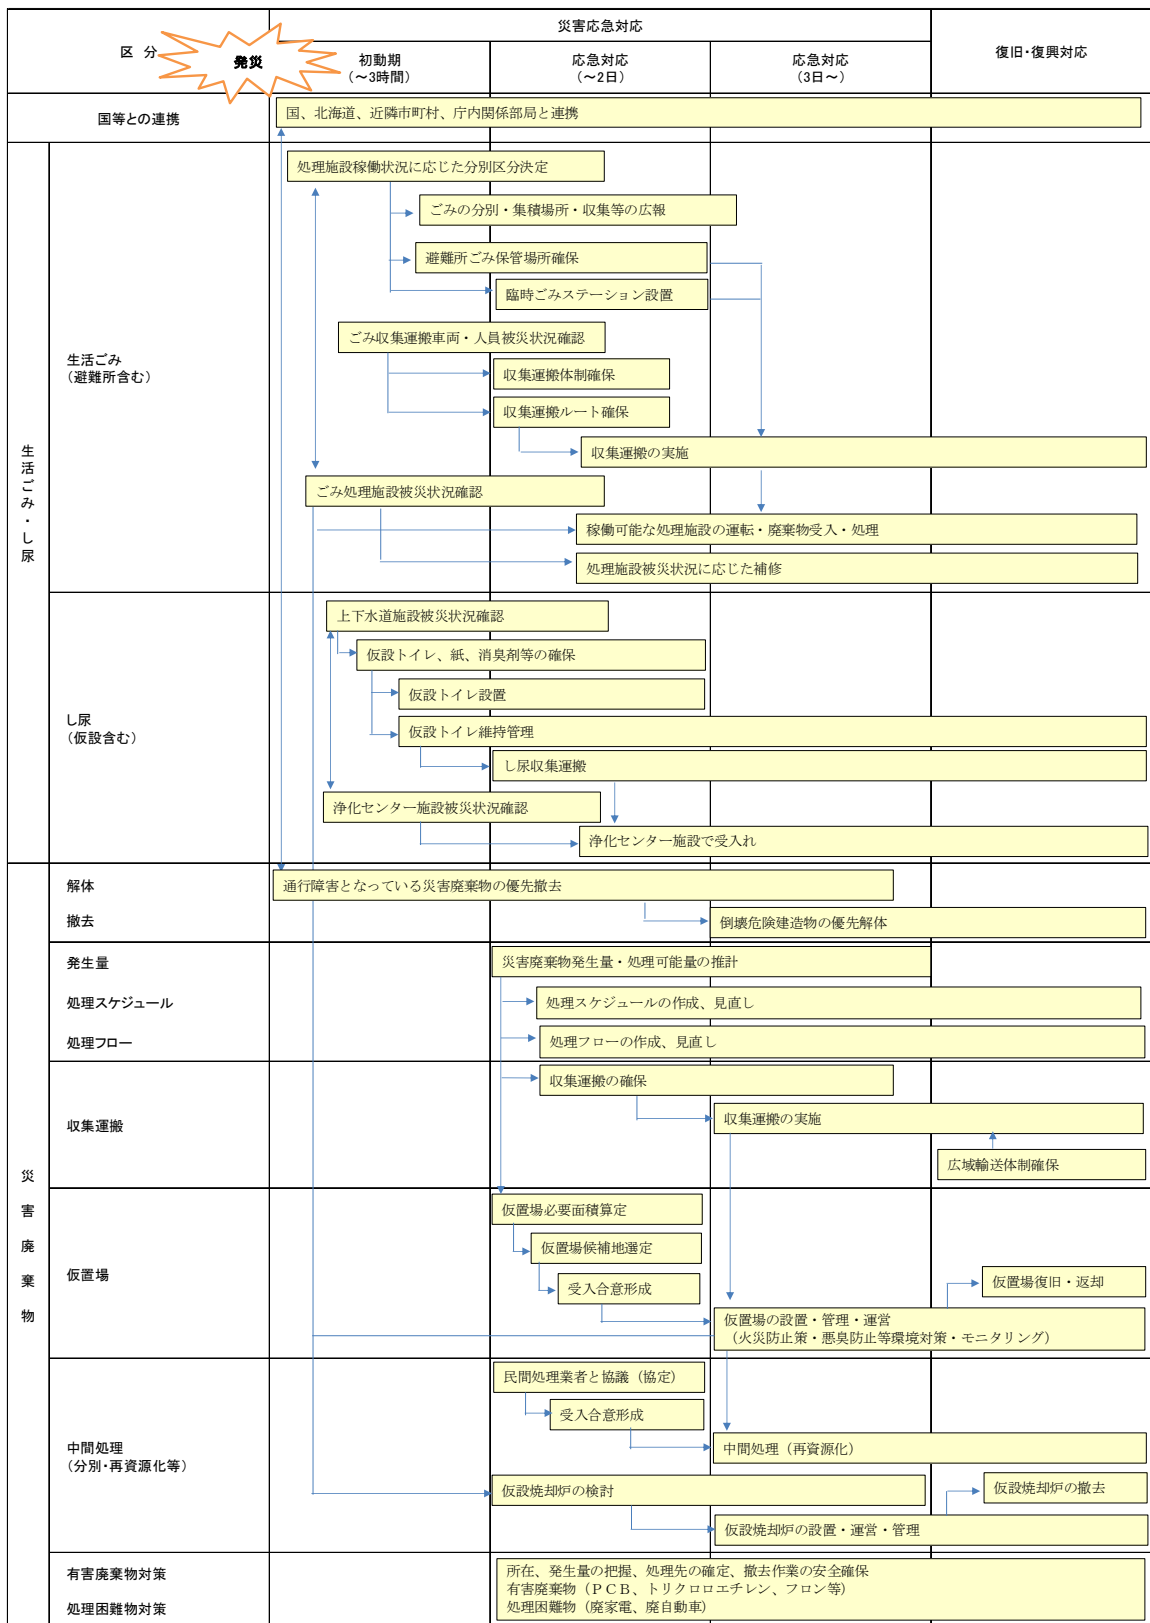 災害応急対応
区 分
発災
初動期
（～3時間）
応急対応
（～2日）
応急対応
（3日～）
復旧・復興対応
国等との連携
国、北海道、近隣市町村、庁内関係部局と連携
生活ごみ・し尿
生活ごみ
（避難所含む）
処理施設稼働状況に応じた分別区分決定
ごみの分別・集積場所・収集等の広報
避難所ごみ保管場所確保
臨時ごみステーション設置
ごみ収集運搬車両・人員被災状況確認
収集運搬体制確保
収集運搬ルート確保
収集運搬の実施
ごみ処理施設被災状況確認
稼働可能な処理施設の運転・廃棄物受入・処理
処理施設被災状況に応じた補修
し尿
（仮設含む）
上下水道施設被災状況確認
仮設トイレ、紙、消臭剤等の確保
仮設トイレ設置
仮設トイレ維持管理
し尿収集運搬
浄化センター施設被災状況確認
浄化センター施設で受入れ
災害廃棄物
解体
撤去
通行障害となっている災害廃棄物の優先撤去
倒壊危険建造物の優先解体
発生量
災害廃棄物発生量・処理可能量の推計
処理スケジュール
処理スケジュールの作成、見直し
処理フロー
処理フローの作成、見直し
収集運搬
収集運搬の確保
収集運搬の実施
広域輸送体制確保
仮置場
仮置場必要面積算定
仮置場候補地選定
受入合意形成
仮置場復旧・返却
仮置場の設置・管理・運営
（火災防止策・悪臭防止等環境対策・モニタリング）
中間処理
（分別・再資源化等）
民間処理業者と協議（協定）
受入合意形成
中間処理（再資源化）
仮設焼却炉の検討
仮設焼却炉の撤去
仮設焼却炉の設置・運営・管理
有害廃棄物対策
処理困難物対策
所在、発生量の把握、処理先の確定、撤去作業の安全確保
有害廃棄物（ＰＣＢ、トリクロロエチレン、フロン等）
処理困難物（廃家電、廃自動車）